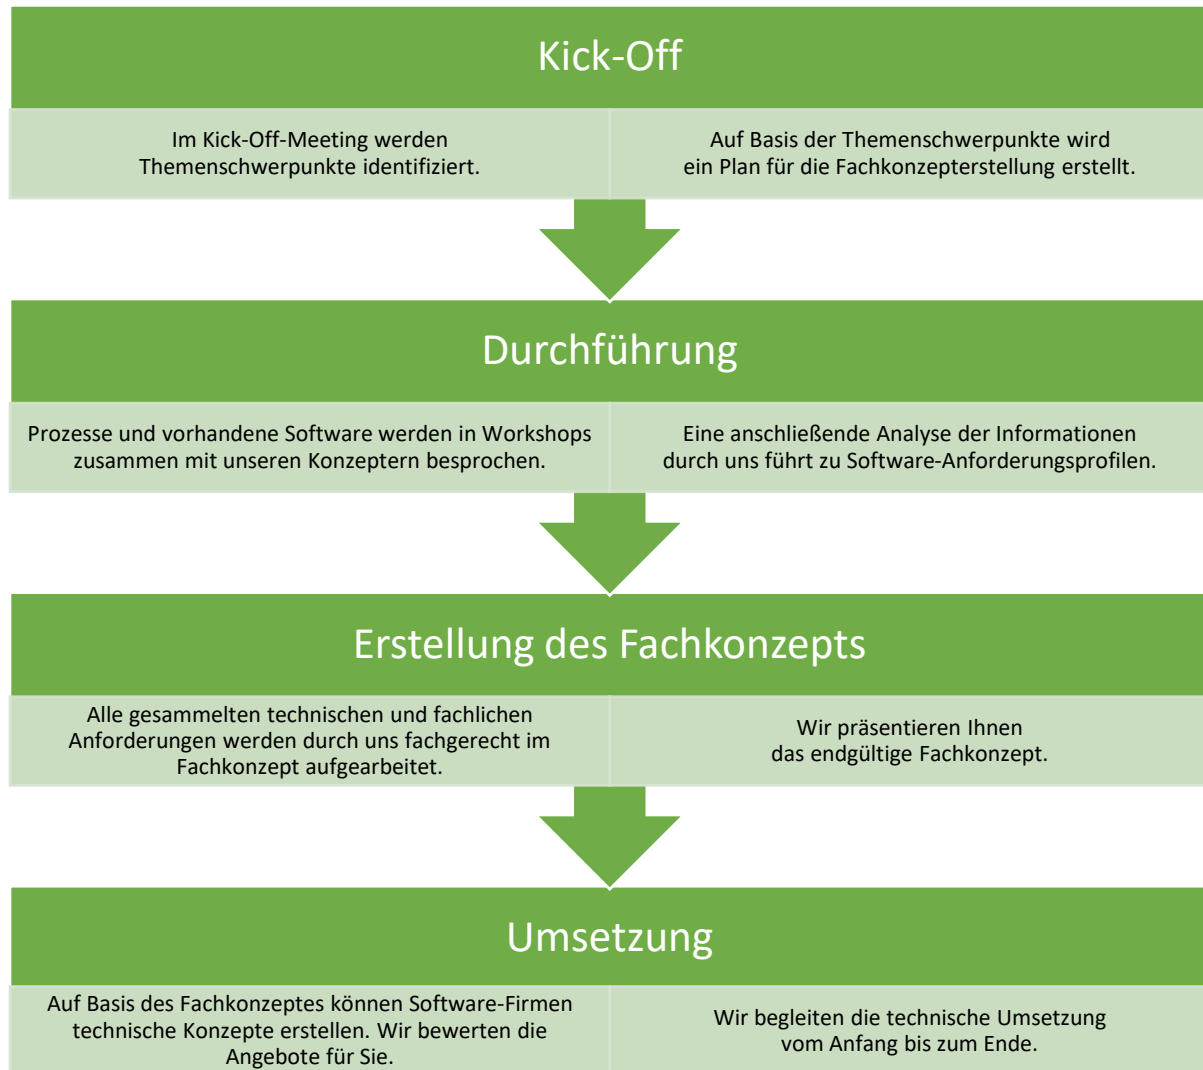 Kick-Off
Im Kick-Off-Meeting werden
Themenschwerpunkte identifiziert.
Auf Basis der Themenschwerpunkte wird
ein Plan für die Fachkonzepterstellung erstellt.
Durchführung
Prozesse und vorhandene Software werden in Workshops
zusammen mit unseren Konzeptern besprochen.
Eine anschließende Analyse der Informationen
durch uns führt zu Software-Anforderungsprofilen.
Erstellung des Fachkonzepts
Alle gesammelten technischen und fachlichen
Anforderungen werden durch uns fachgerecht im
Fachkonzept aufgearbeitet.
Wir präsentieren Ihnen
das endgültige Fachkonzept.
Umsetzung
Auf Basis des Fachkonzeptes können Software-Firmen
technische Konzepte erstellen. Wir bewerten die
Angebote für Sie.
Wir begleiten die technische Umsetzung
vom Anfang bis zum Ende.